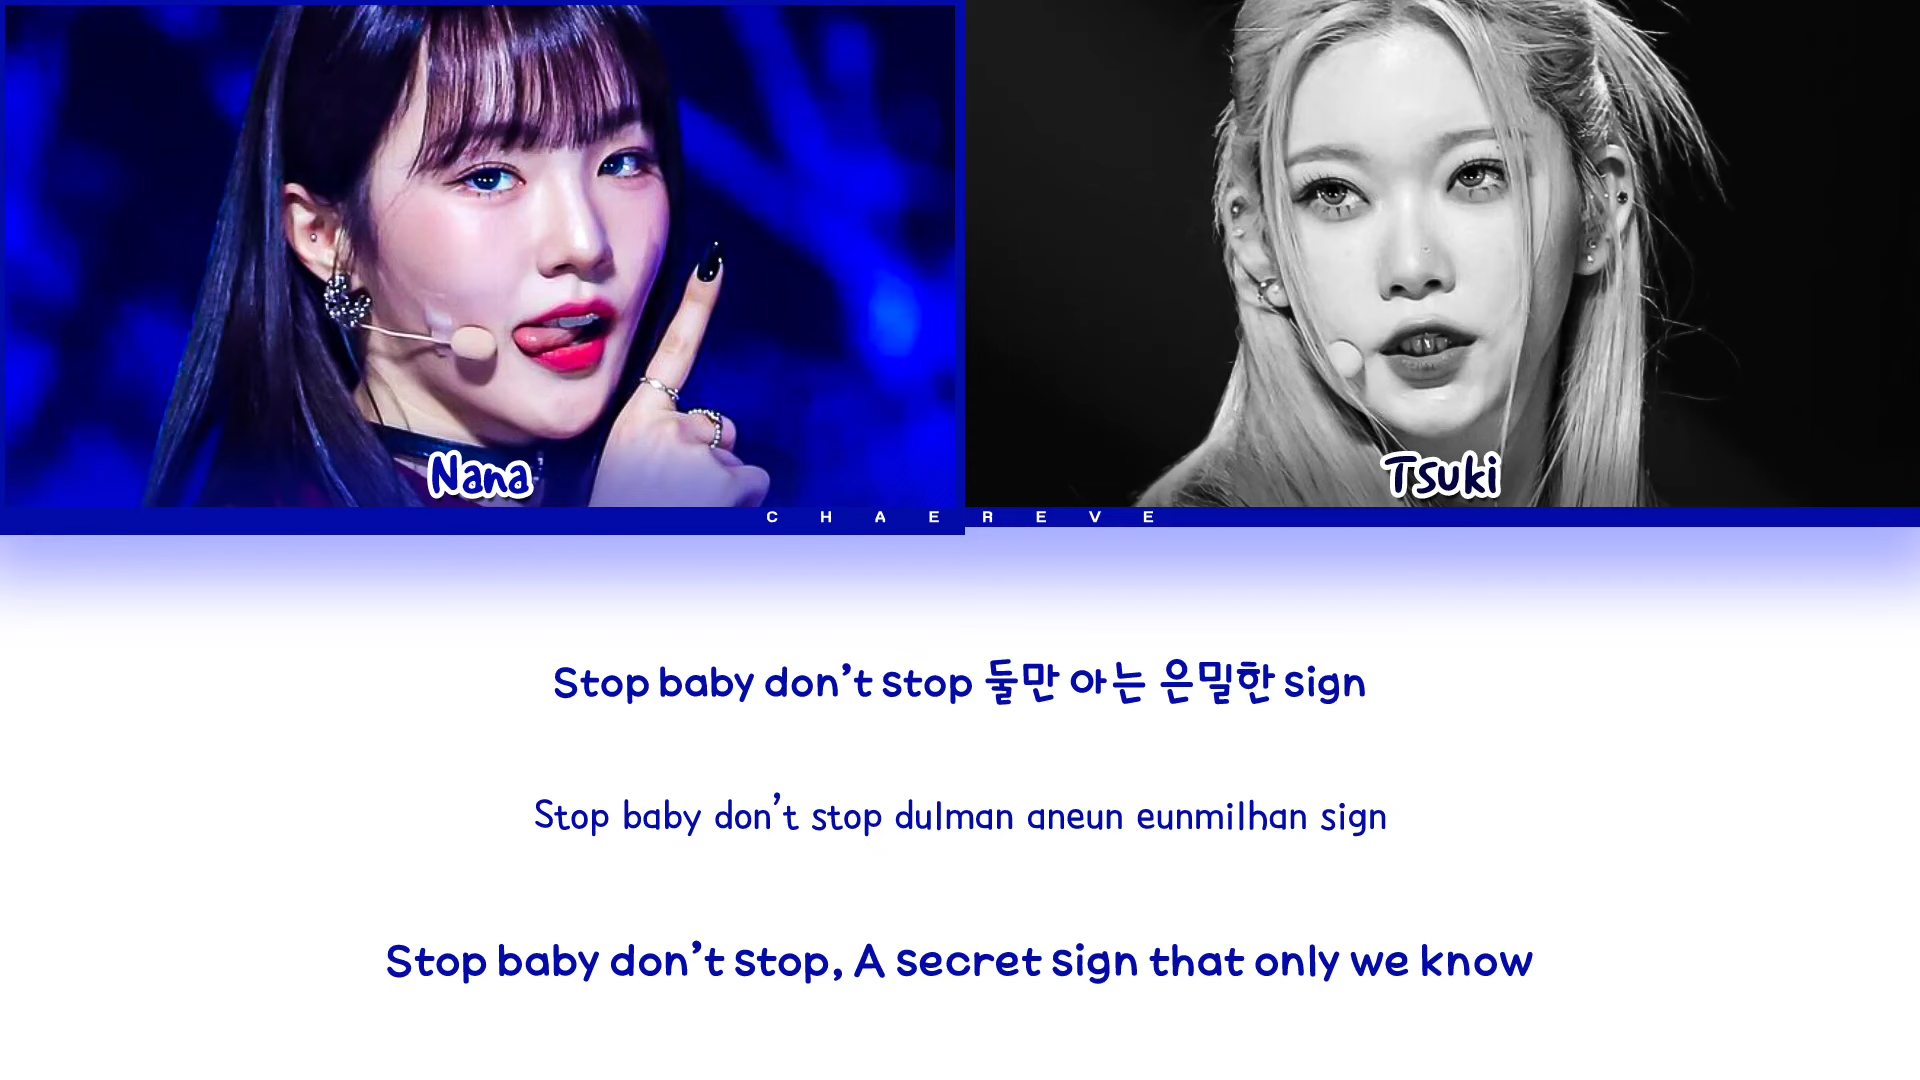 Nana
Tsuki
CHAEREVE
Stop baby don't stop 둘만 아는 은밀한 sign
Stop baby don't stop dulman aneun eunmilhan sign
Stop baby don't stop, A secret sign that only we know